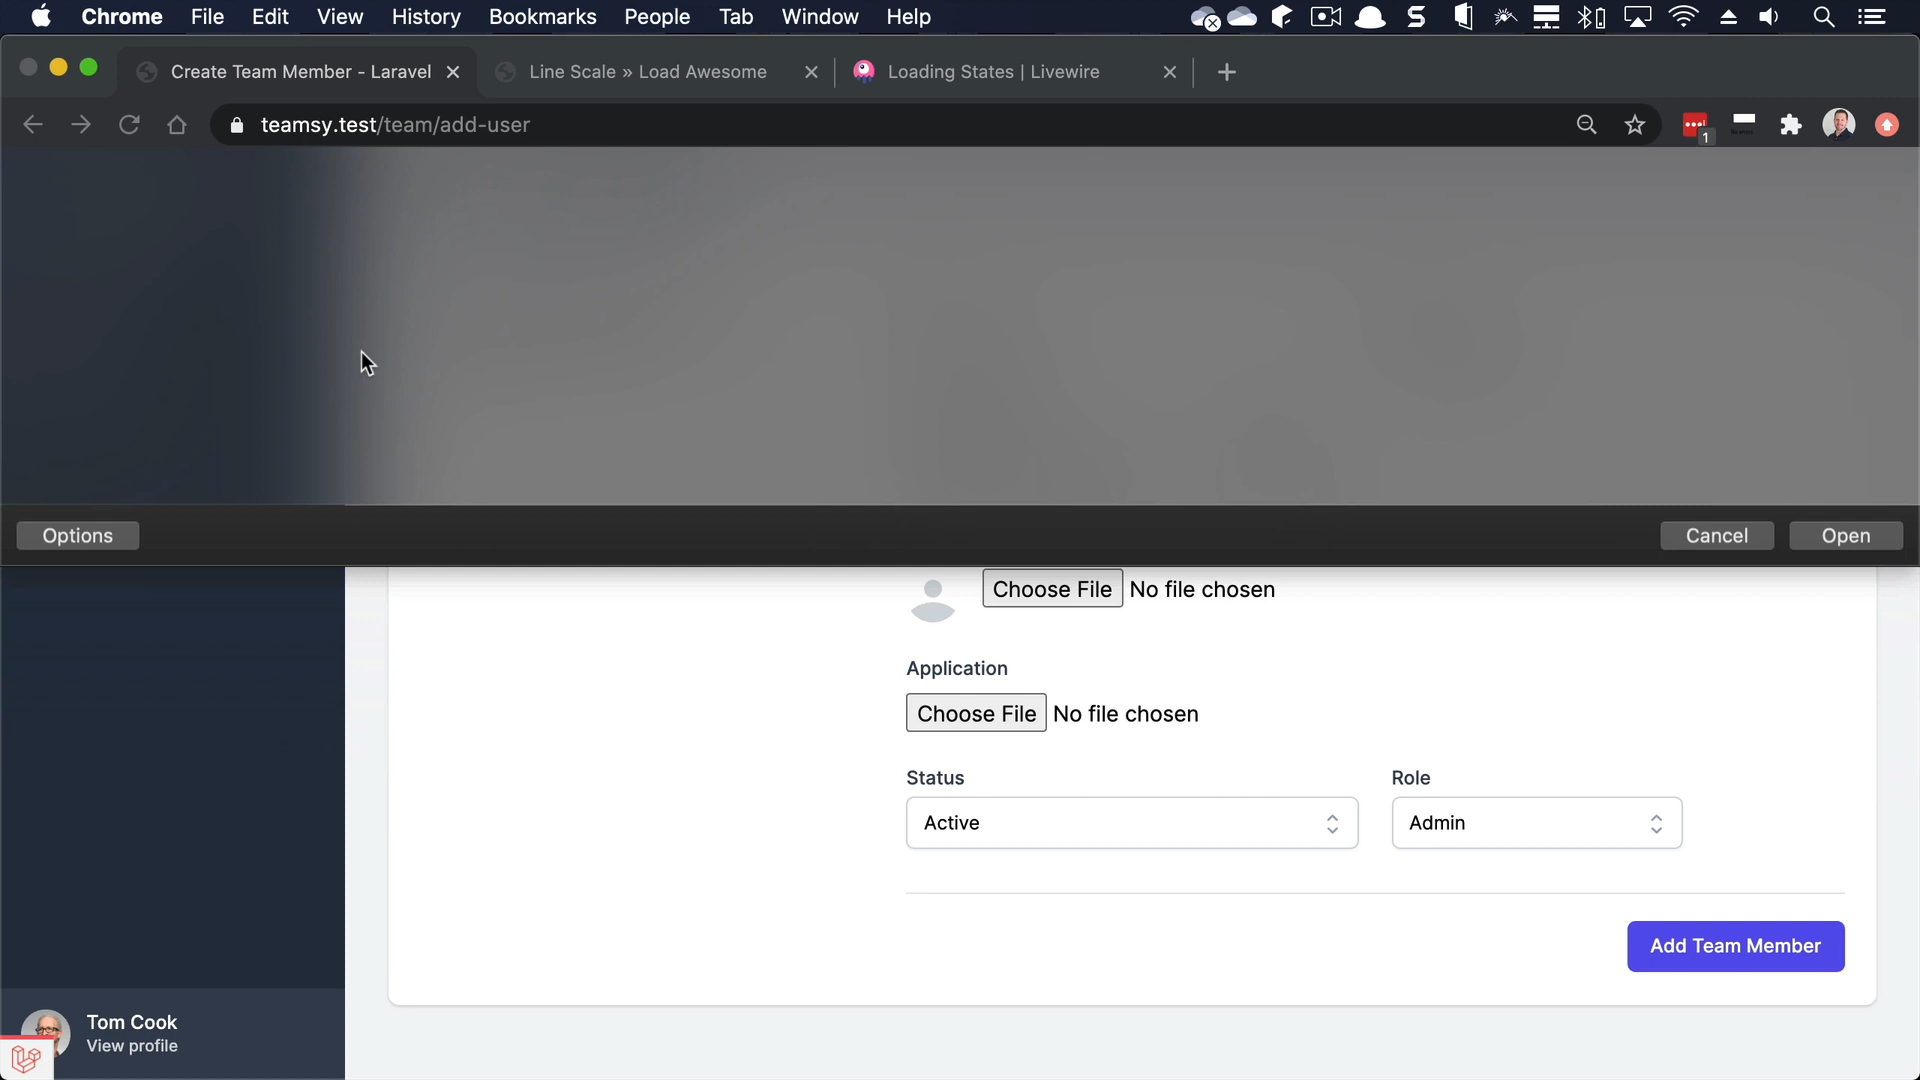 Chrome File Edit View History Bookmarks People Tab Window Help
Create Team Member - Laravel
Line Scale » Load Awesome
Loading States | Livewire
teamsy.test/team/add-user
1
Options
Cancel
Open
Choose File No file chosen
Application
Choose File No file chosen
Status
Role
Active
Admin
Add Team Member
Tom Cook
View profile